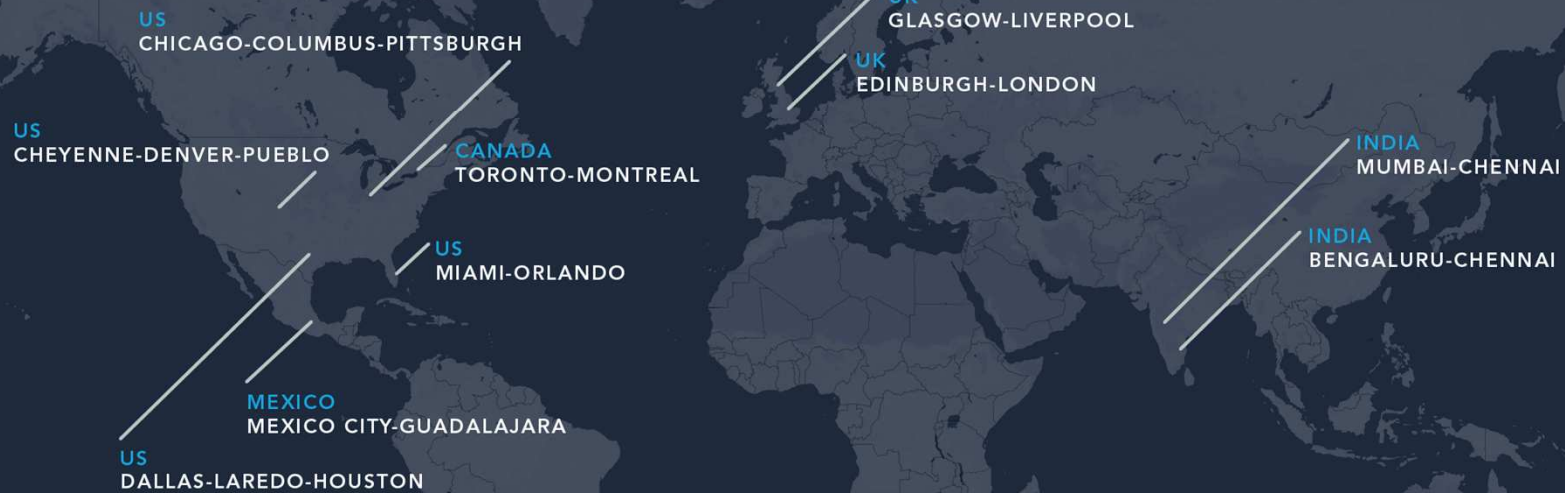 US
CHICAGO-COLUMBUS-PITTSBURGH
UK
GLASGOW-LIVERPOOL
UK
EDINBURGH-LONDON
US
CHEYENNE-DENVER-PUEBLO
CANADA
TORONTO-MONTREAL
INDIA
MUMBAI-CHENNAI
US
MIAMI-ORLANDO
INDIA
BENGALURU-CHENNAI
MEXICO
MEXICO CITY-GUADALAJARA
US
DALLAS-LAREDO-HOUSTON